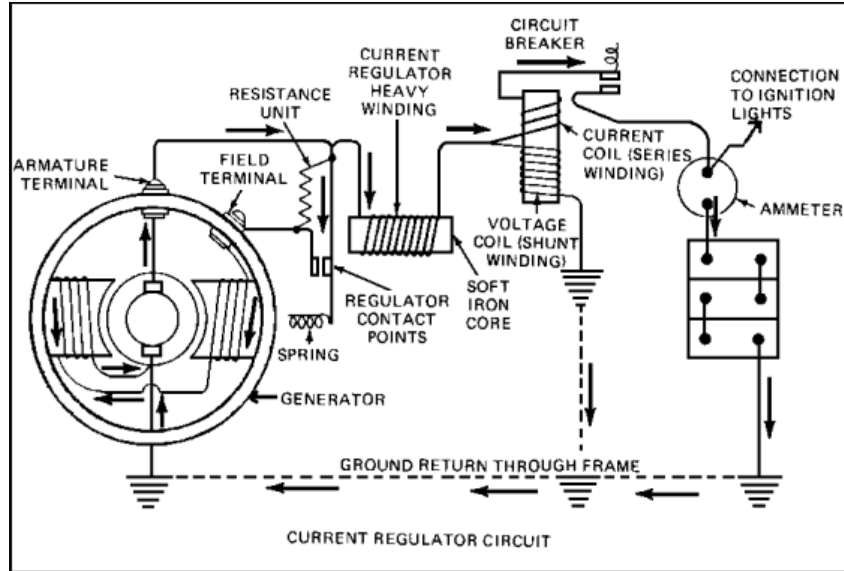 CIRCUIT
BREAKER
CURRENT
REGULATOR
HEAVY
WINDING
CONNECTION
TO IGNITION
LIGHTS
RESISTANCE
UNIT
FIELD
TERMINAL
ARMATURE
TERMINAL
CURRENT
COIL (SERIES
WINDING)
AMMETER
VOLTAGE
COIL (SHUNT
WINDING)
SOFT
IRON
CORE
REGULATOR
CONTACT
POINTS
SPRING
GENERATOR
GROUND RETURN THROUGH FRAME
CURRENT REGULATOR CIRCUIT